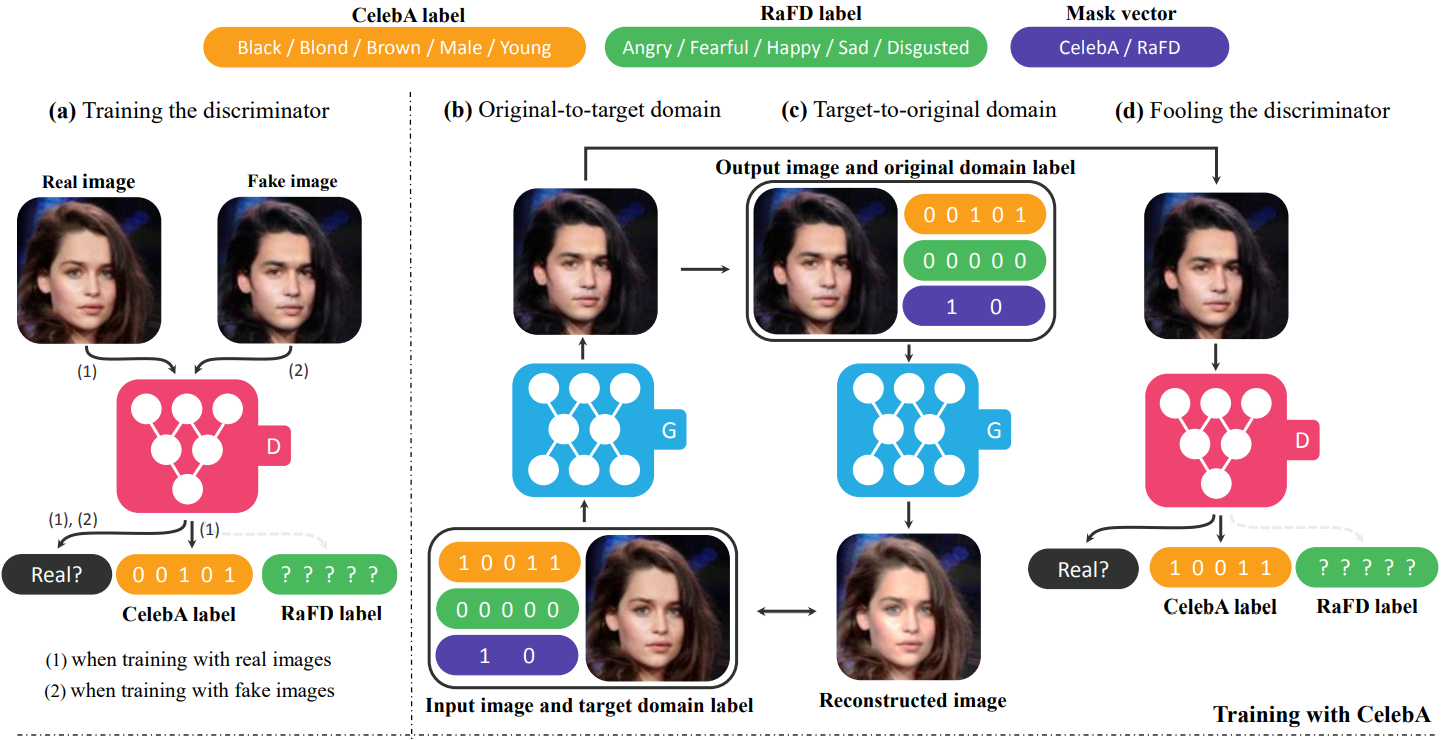 CelebA label
RaFD label
Mask vector
Black / Blond / Brown / Male / Young
Angry / Fearful / Happy / Sad / Disgusted
CelebA / RaFD
(a) Training the discriminator
(b) Original-to-target domain
(c) Target-to-original domain
(d) Fooling the discriminator
Real image
Fake image
(1)
(2)
D
(1), (2)
(1)
Real?
0 0 1 0 1
? ? ? ? ?
CelebA label
RaFD label
(1) when training with real images
(2) when training with fake images
G
1 0 0 1 1
0 0 0 0 0
1 0
Input image and target domain label
Output image and original domain label
0 0 1 0 1
0 0 0 0 0
1 0
G
Reconstructed image
D
Real?
1 0 0 1 1
? ? ? ? ?
CelebA label
RaFD label
Training with CelebA